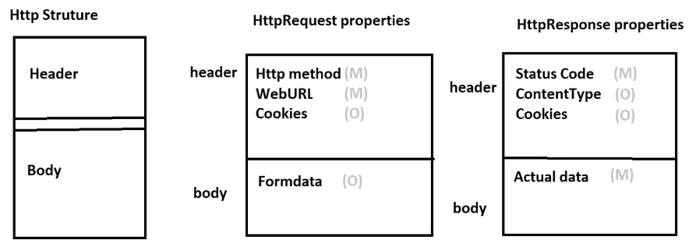 Http Struture
Header
Body
HttpRequest properties
header
Http method (M)
WebURL (M)
Cookies (O)
body
Formdata (O)
HttpResponse properties
header
Status Code (M)
ContentType (O)
Cookies (O)
body
Actual data (M)